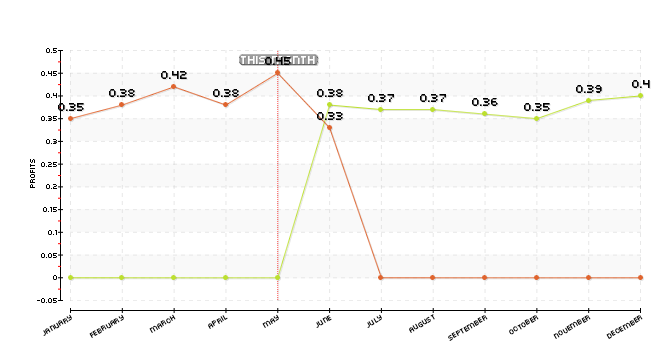 THIS MONTH
0.5
0.45
0.4
0.35
0.3
0.25
0.2
0.15
0.1
0.05
0
-0.05
PROFITS
0.35
0.38
0.42
0.38
0.45
0.38
0.33
0.37
0.37
0.36
0.35
0.39
0.4
JANUARY
FEBRUARY
MARCH
APRIL
MAY
JUNE
JULY
AUGUST
SEPTEMBER
OCTOBER
NOVEMBER
DECEMBER